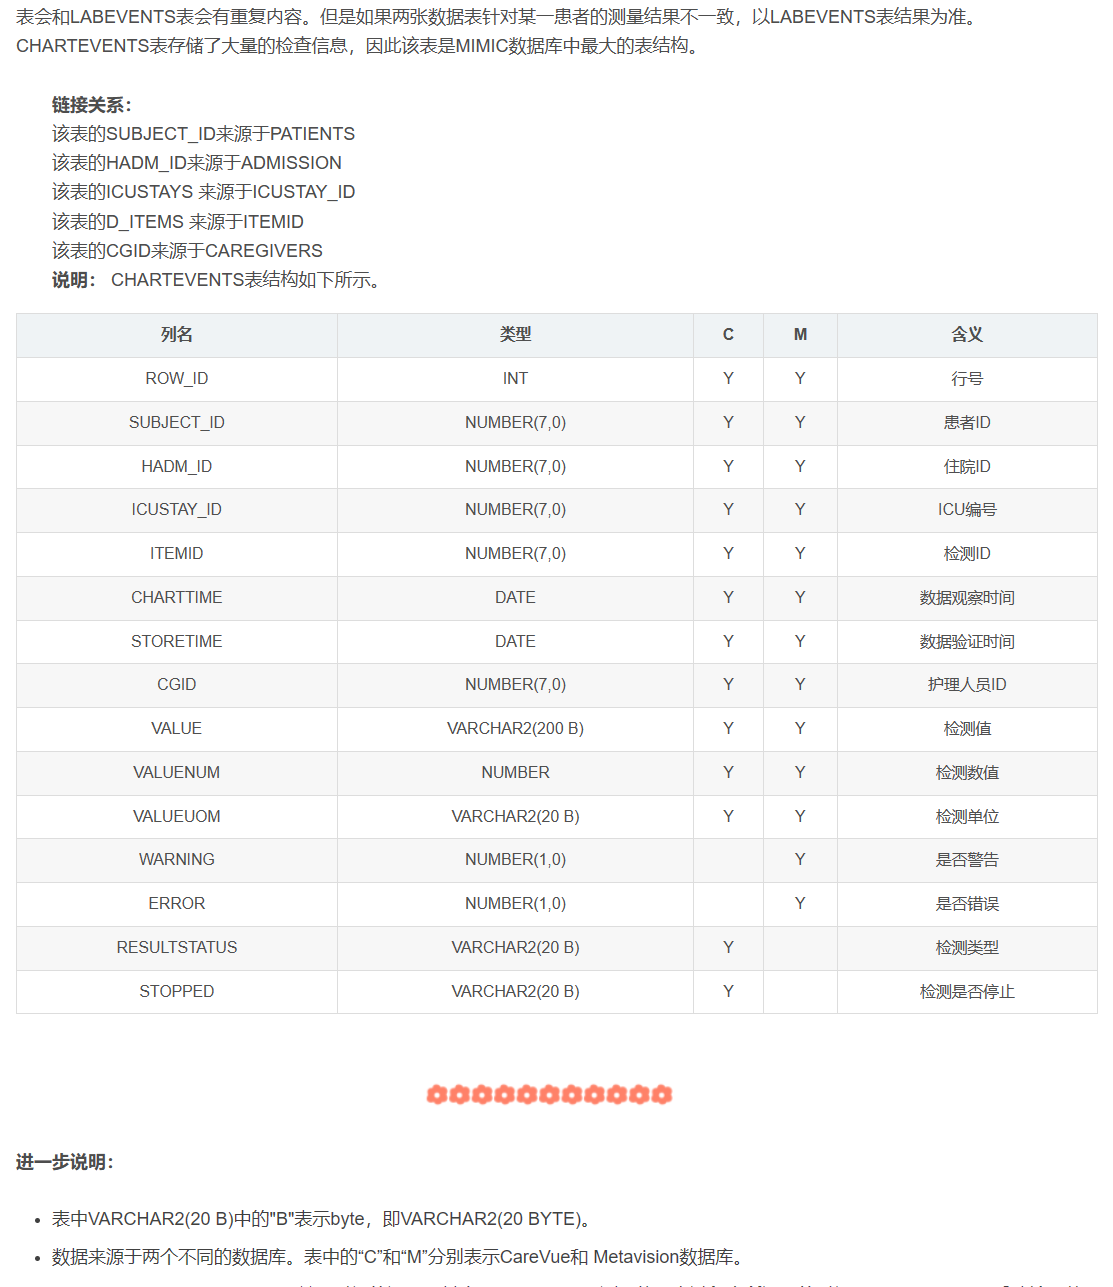 表会和LABEVENTS表会有重复内容。但是如果两张数据表针对某一患者的测量结果不一致，以LABEVENTS表结果为准。
CHARTEVENTS表存储了大量的检查信息，因此该表是MIMIC数据库中最大的表结构。
链接关系：
该表的SUBJECT_ID来源于PATIENTS
该表的HADM_ID来源于ADMISSION
该表的ICUSTAYS 来源于ICUSTAY_ID
该表的D_ITEMS 来源于ITEMID
该表的CGID来源于CAREGIVERS
说明： CHARTEVENTS表结构如下所示。
列名 类型 C M 含义
ROW_ID INT Y Y 行号
SUBJECT_ID NUMBER(7,0) Y Y 患者ID
HADM_ID NUMBER(7,0) Y Y 住院ID
ICUSTAY_ID NUMBER(7,0) Y Y ICU编号
ITEMID NUMBER(7,0) Y Y 检测ID
CHARTTIME DATE Y Y 数据观察时间
STORETIME DATE Y Y 数据验证时间
CGID NUMBER(7,0) Y Y 护理人员ID
VALUE VARCHAR2(200 B) Y Y 检测值
VALUENUM NUMBER Y Y 检测数值
VALUEUOM VARCHAR2(20 B) Y Y 检测单位
WARNING NUMBER(1,0) Y 是否警告
ERROR NUMBER(1,0) Y 是否错误
RESULTSTATUS VARCHAR2(20 B) Y 检测类型
STOPPED VARCHAR2(20 B) Y 检测是否停止
进一步说明：
• 表中VARCHAR2(20 B)中的"B"表示byte，即VARCHAR2(20 BYTE)。
• 数据来源于两个不同的数据库。表中的“C”和“M”分别表示CareVue和 Metavision数据库。